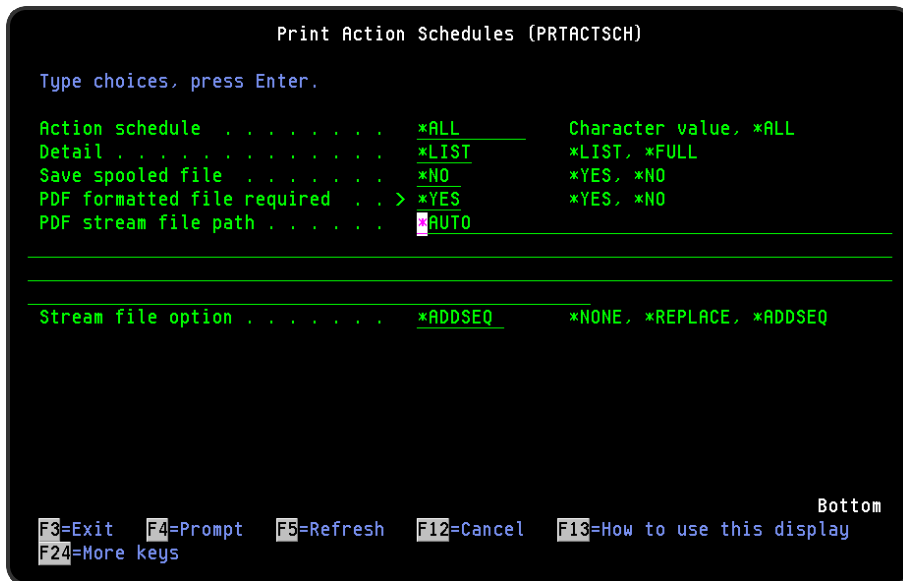 Print Action Schedules (PRTACTSCH)
Type choices, press Enter.
Action schedule . . . . . . . . *ALL Character value, *ALL
Detail . . . . . . . . . . . . . *LIST *LIST, *FULL
Save spooled file . . . . . . . *NO *YES, *NO
PDF formatted file required . . > *YES *YES, *NO
PDF stream file path . . . . . . *AUTO
Stream file option . . . . . . . *ADDSEQ *NONE, *REPLACE, *ADDSEQ
Bottom
F3=Exit F4=Prompt F5=Refresh F12=Cancel F13=How to use this display
F24=More keys